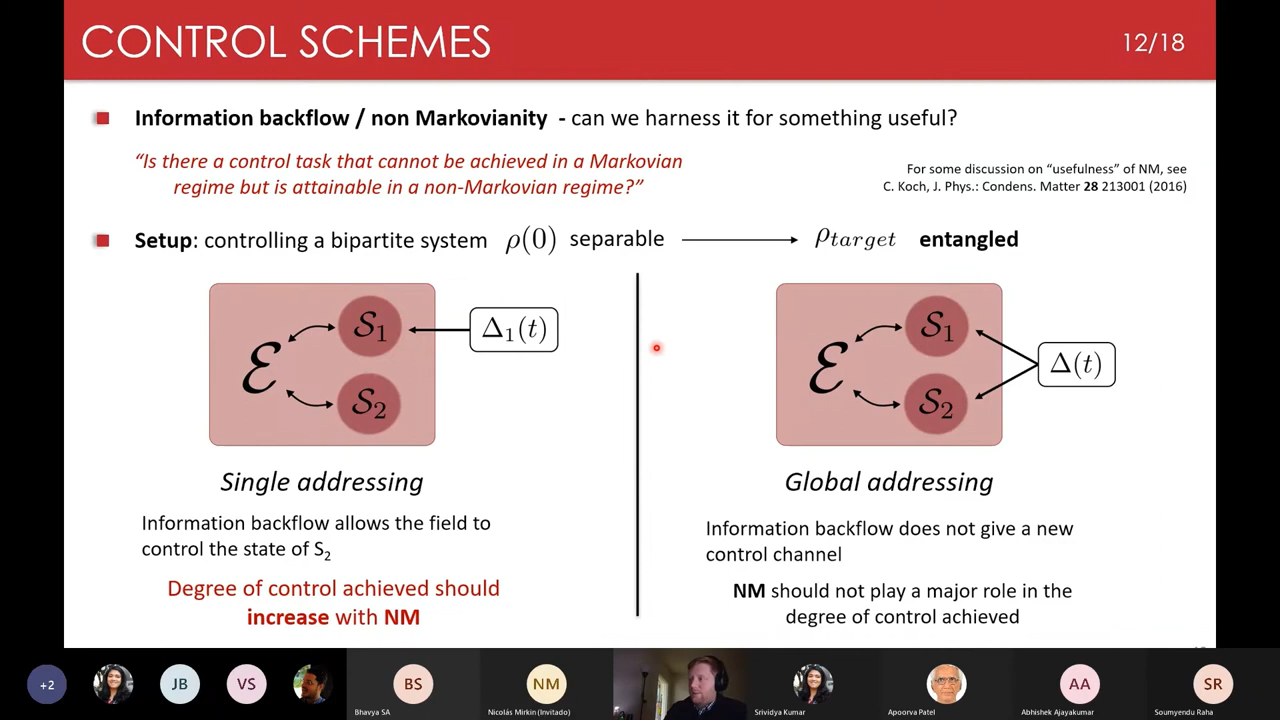 CONTROL SCHEMES
12/18
Information backflow / non Markovianity - can we harness it for something useful?
“Is there a control task that cannot be achieved in a Markovian
regime but is attainable in a non-Markovian regime?”
For some discussion on “usefulness” of NM, see
C. Koch, J. Phys.: Condens. Matter 28 213001 (2016)
Setup: controlling a bipartite system ρ(0) separable ρtarget entangled
ℰ
S1
S2
Δ1(t)
ℰ
S1
S2
Δ(t)
Single addressing
Information backflow allows the field to
control the state of S2
Degree of control achieved should
increase with NM
Global addressing
Information backflow does not give a new
control channel
NM should not play a major role in the
degree of control achieved
+2
JB
VS
BS
Bhavya SA
NM
Nicolás Mirkin (Invitado)
Srividya Kumar
Apoorva Patel
AA
Abhishek Ajayakumar
SR
Soumyendu Raha